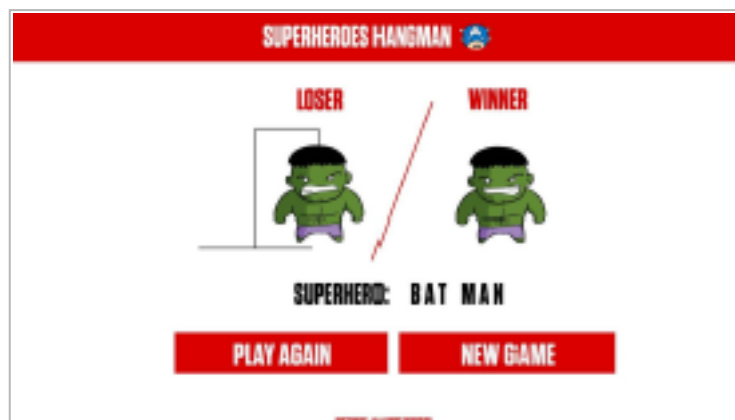 SUPERHEROES HANGMAN
LOSER WINNER
SUPERHERO: BAT MAN
PLAY AGAIN NEW GAME